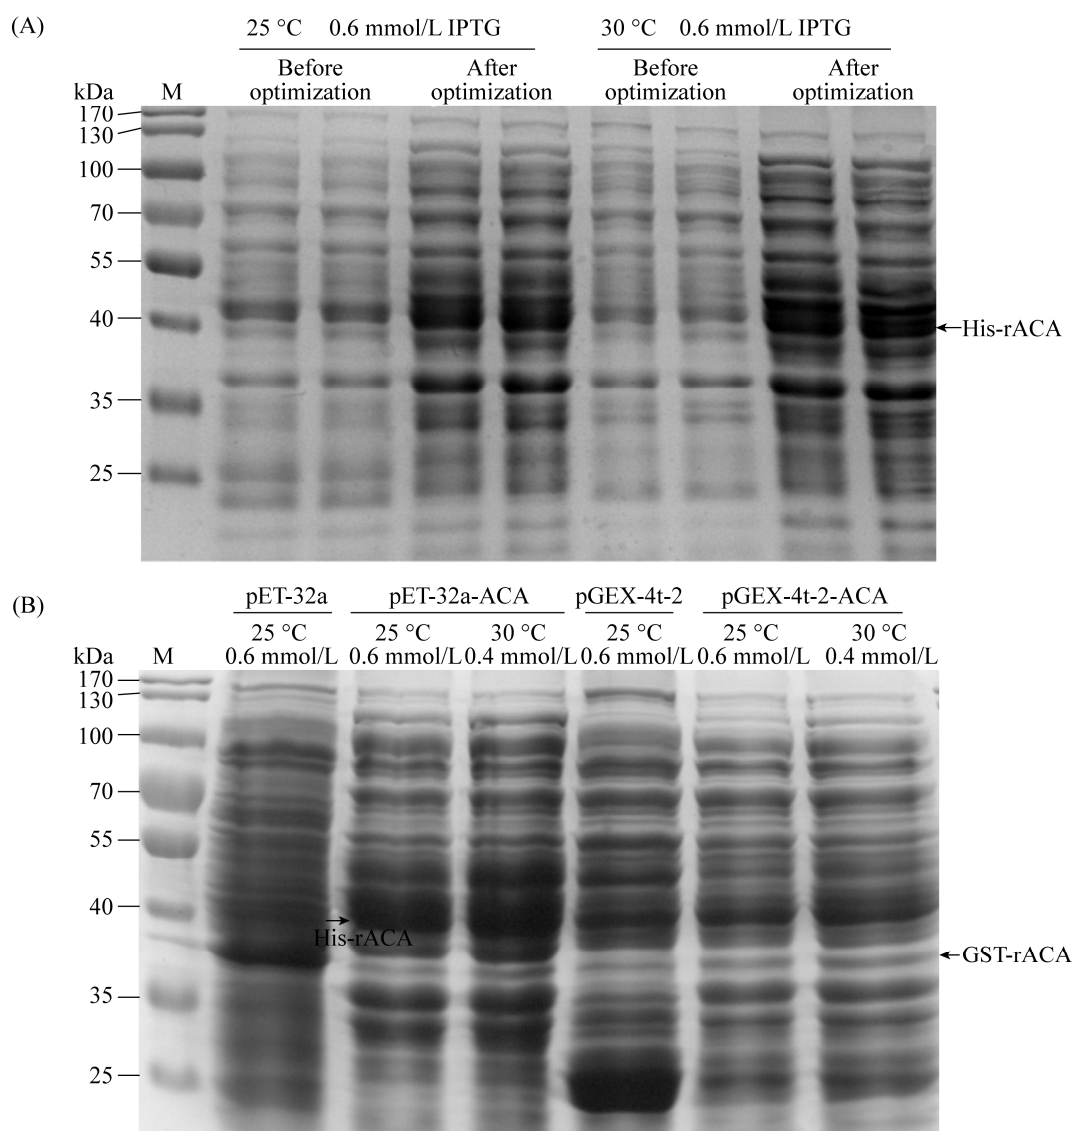 (A)
25 °C 0.6 mmol/L IPTG 30 °C 0.6 mmol/L IPTG
Before optimization After optimization Before optimization After optimization
kDa M
170
130
100
70
55
40
His-rACA
35
25
(B)
pET-32a pET-32a-ACA pGEX-4t-2 pGEX-4t-2-ACA
25 °C 25 °C 30 °C 25 °C 25 °C 30 °C
kDa M 0.6 mmol/L 0.6 mmol/L 0.4 mmol/L 0.6 mmol/L 0.6 mmol/L 0.4 mmol/L
170
130
100
70
55
40
His-rACA
GST-rACA
35
25